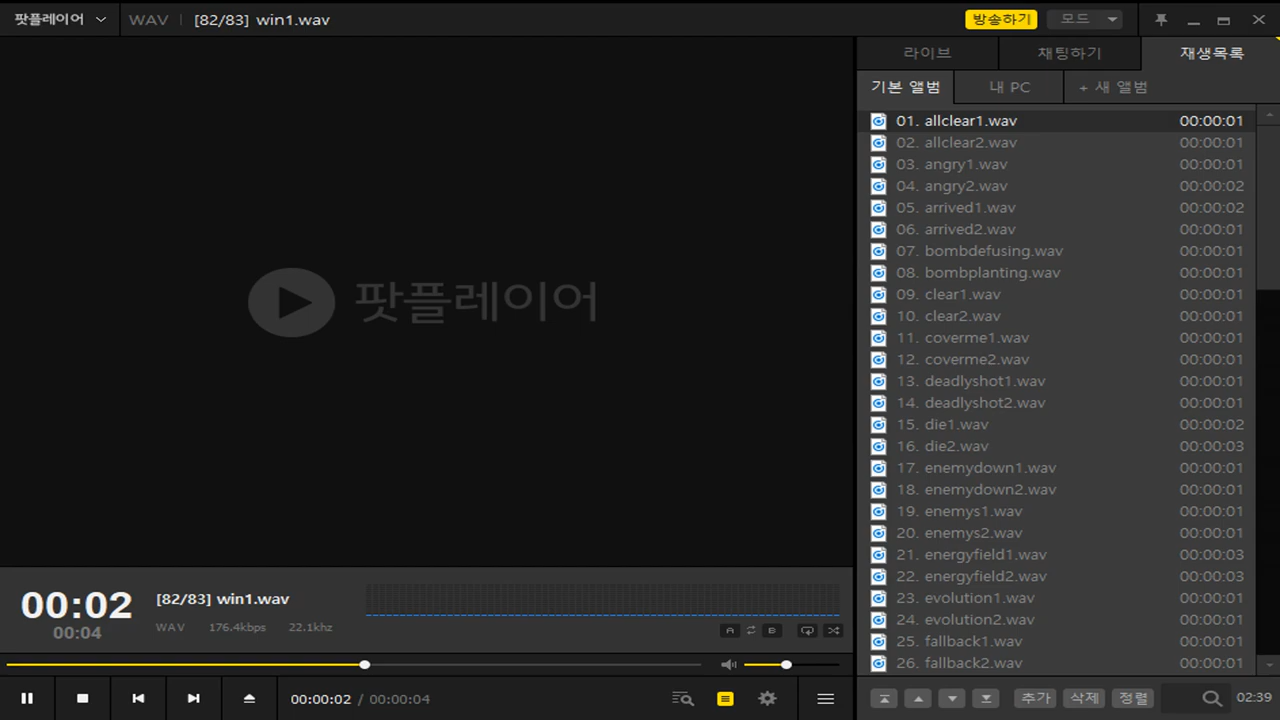 팟플레이어
WAV
[82/83] win1.wav
방송하기
모드
라이브
채팅하기
재생목록
기본 앨범
내 PC
+ 새 앨범
01. allclear1.wav 00:00:01
02. allclear2.wav 00:00:01
03. angry1.wav 00:00:01
04. angry2.wav 00:00:02
05. arrived1.wav 00:00:02
06. arrived2.wav 00:00:01
07. bombdefusing.wav 00:00:01
08. bombplanting.wav 00:00:01
09. clear1.wav 00:00:01
10. clear2.wav 00:00:01
11. coverme1.wav 00:00:01
12. coverme2.wav 00:00:01
13. deadlyshot1.wav 00:00:01
14. deadlyshot2.wav 00:00:01
15. die1.wav 00:00:02
16. die2.wav 00:00:03
17. enemydown1.wav 00:00:01
18. enemydown2.wav 00:00:01
19. enemys1.wav 00:00:01
20. enemys2.wav 00:00:01
21. energyfield1.wav 00:00:03
22. energyfield2.wav 00:00:03
23. evolution1.wav 00:00:01
24. evolution2.wav 00:00:01
25. fallback1.wav 00:00:01
26. fallback2.wav 00:00:01
팟플레이어
00:02
00:04
[82/83] win1.wav
WAV 176.4kbps 22.1khz
A B
00:00:02 / 00:00:04
추가 삭제 정렬
02:39